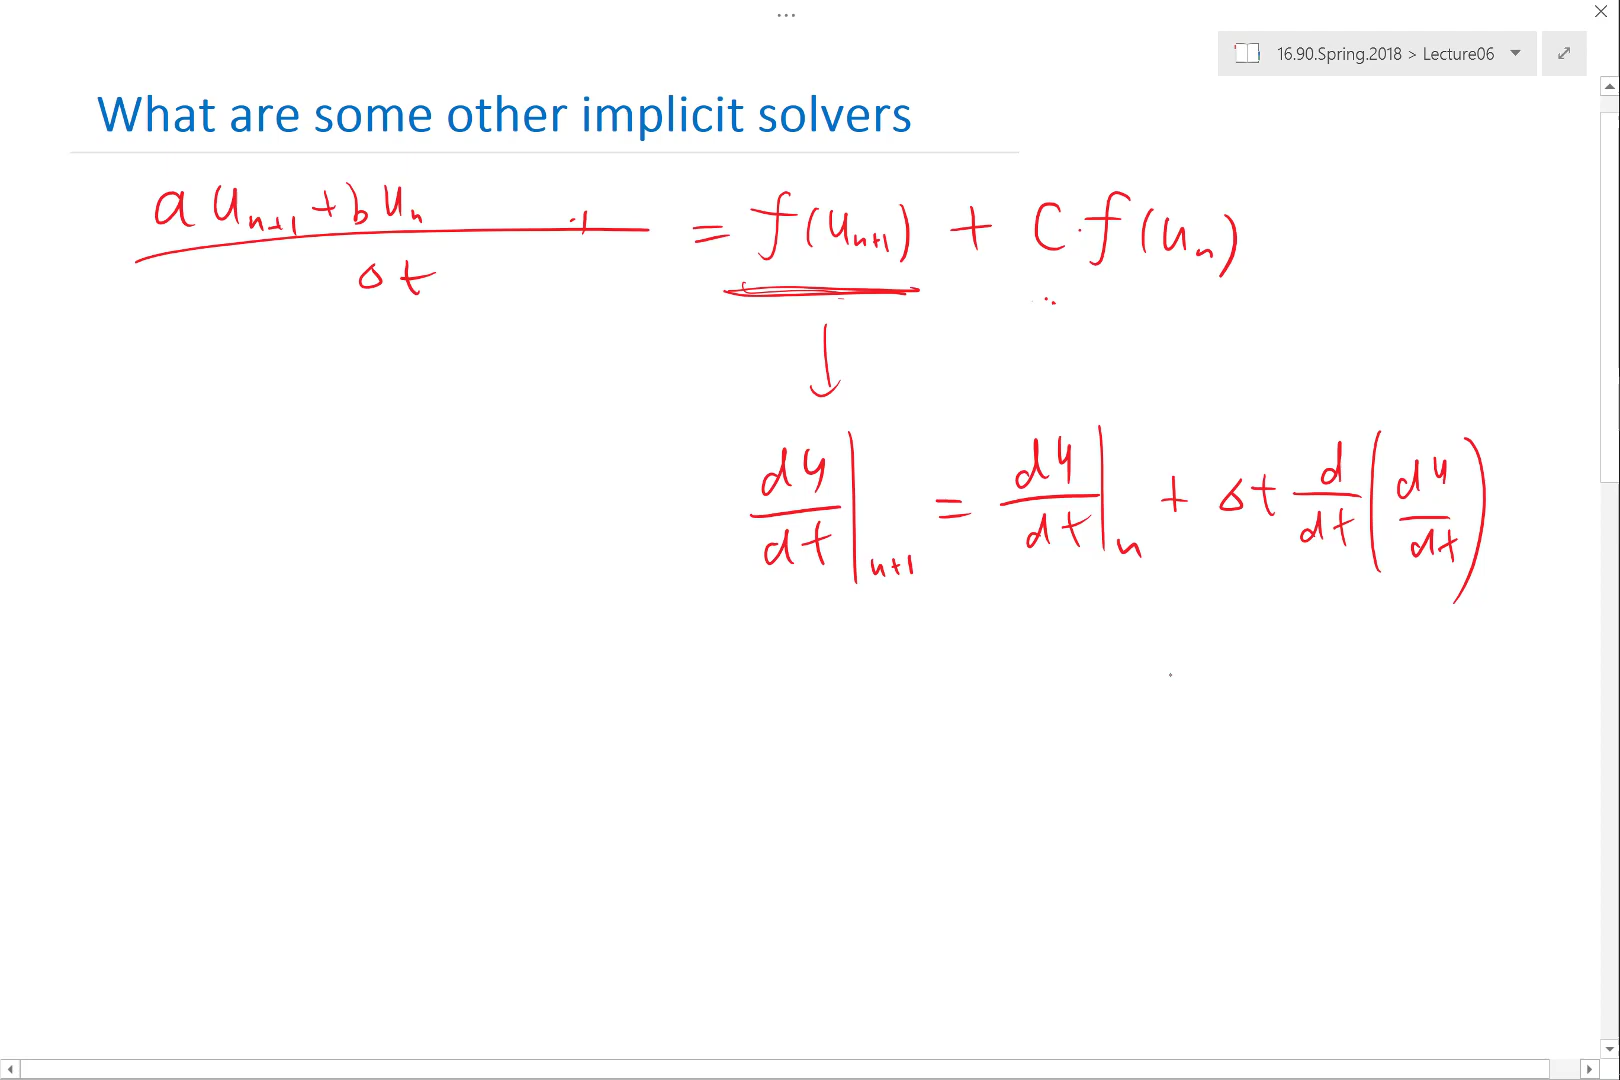 ...
16.90.Spring.2018 > Lecture06
What are some other implicit solvers
(a u_{n+1} + b u_n) / Δt = f(u_{n+1}) + C·f(u_n)
↓
du/dt|_{n+1} = du/dt|_n + Δt d/dt (du/dt)